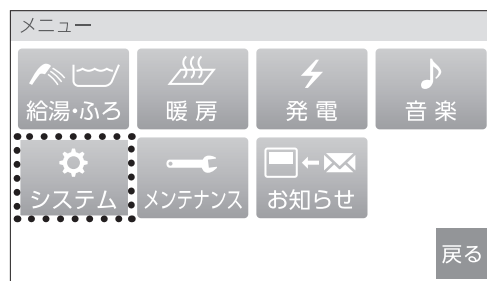 メニュー
給湯・ふろ
暖房
発電
音楽
システム
メンテナンス
お知らせ
戻る